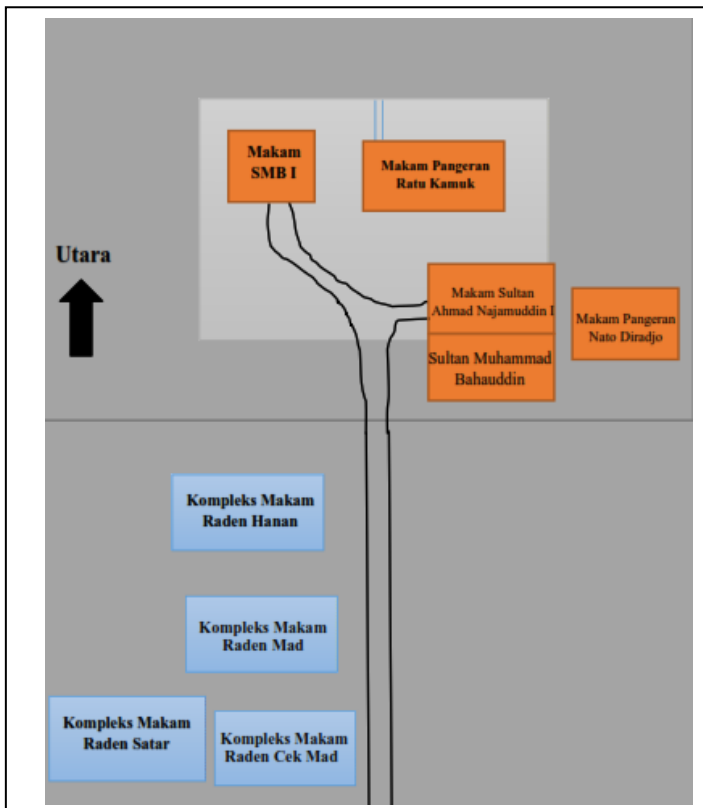 Makam
SMB I
Makam Pangeran
Ratu Kamuk
Utara
Makam Sultan
Ahmad Najamuddin I
Makam Pangeran
Nato Diradjo
Sultan Muhammad
Bahauddin
Kompleks Makam
Raden Hanan
Kompleks Makam
Raden Mad
Kompleks Makam
Raden Satar
Kompleks Makam
Raden Cek Mad